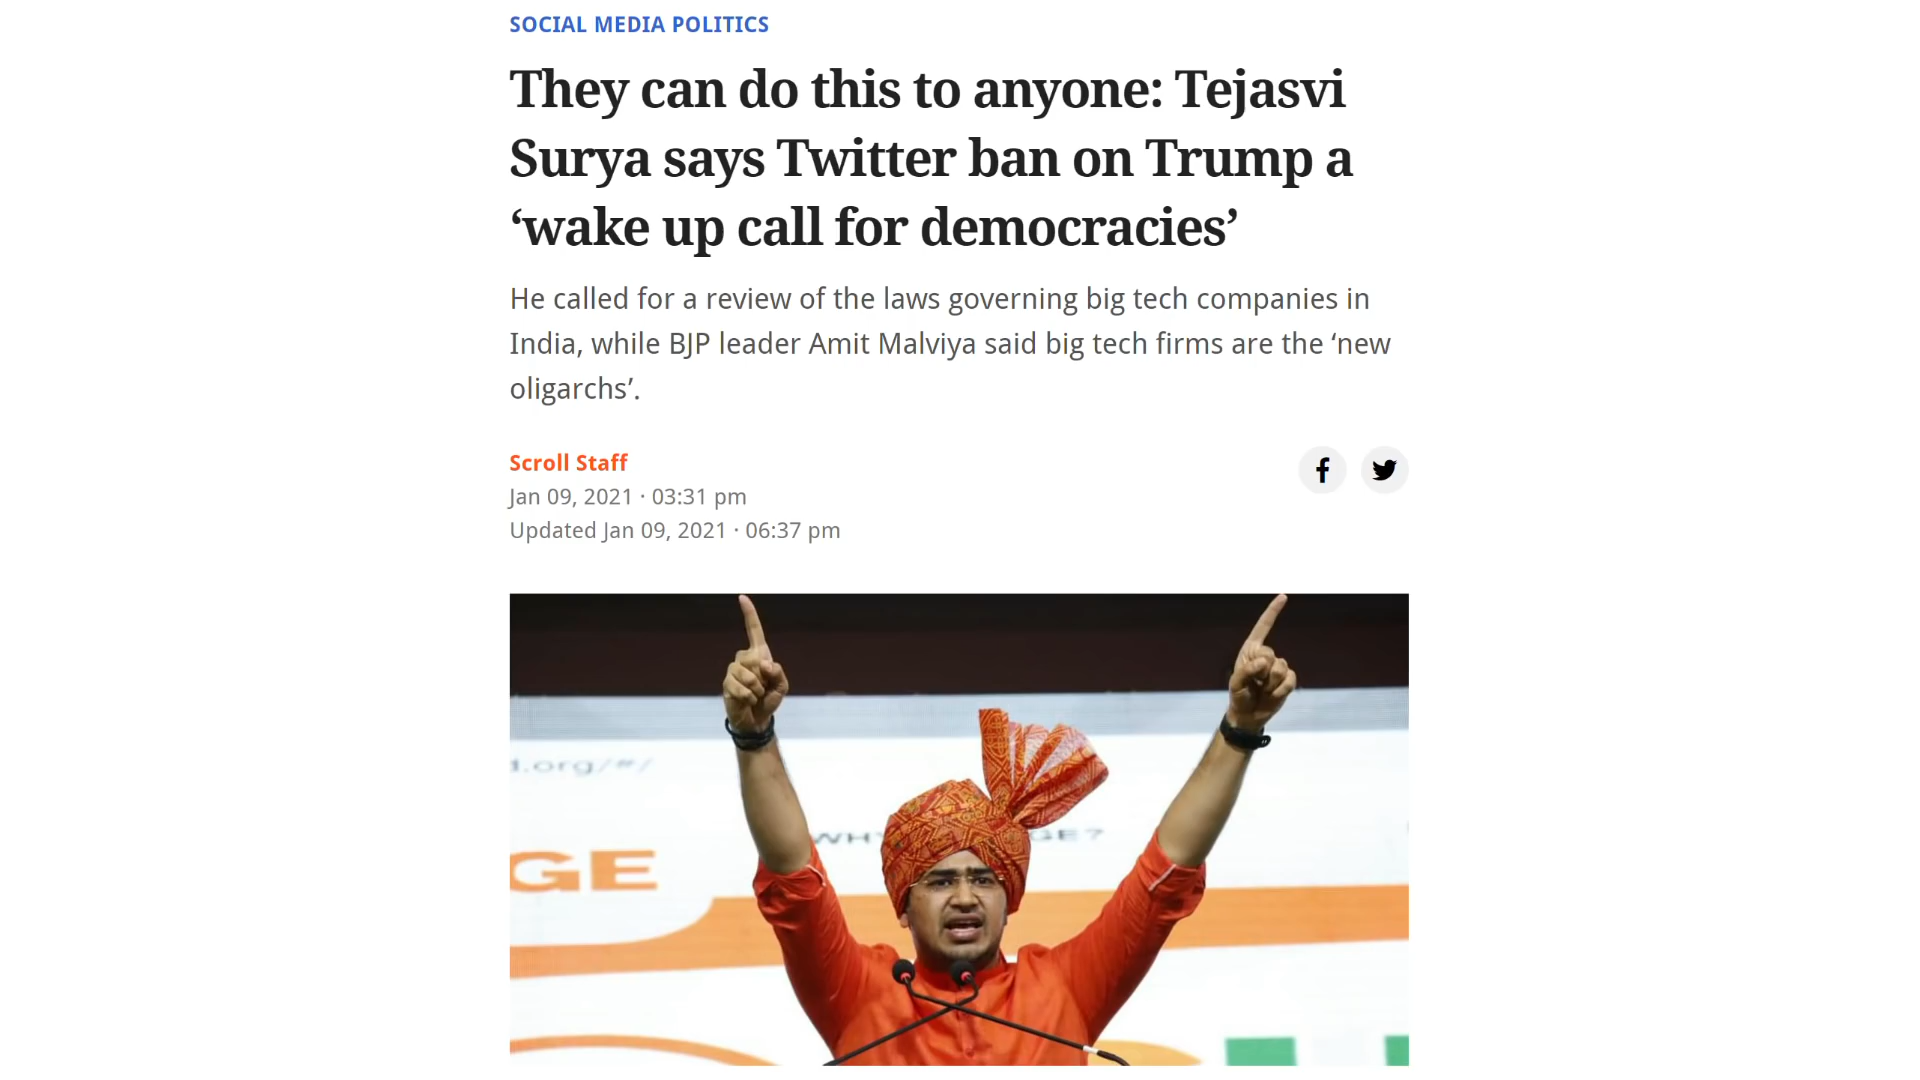 SOCIAL MEDIA POLITICS
They can do this to anyone: Tejasvi
Surya says Twitter ban on Trump a
‘wake up call for democracies’
He called for a review of the laws governing big tech companies in
India, while BJP leader Amit Malviya said big tech firms are the ‘new
oligarchs’.
Scroll Staff
Jan 09, 2021 · 03:31 pm
Updated Jan 09, 2021 · 06:37 pm
.org/#/
WH GE?
GE